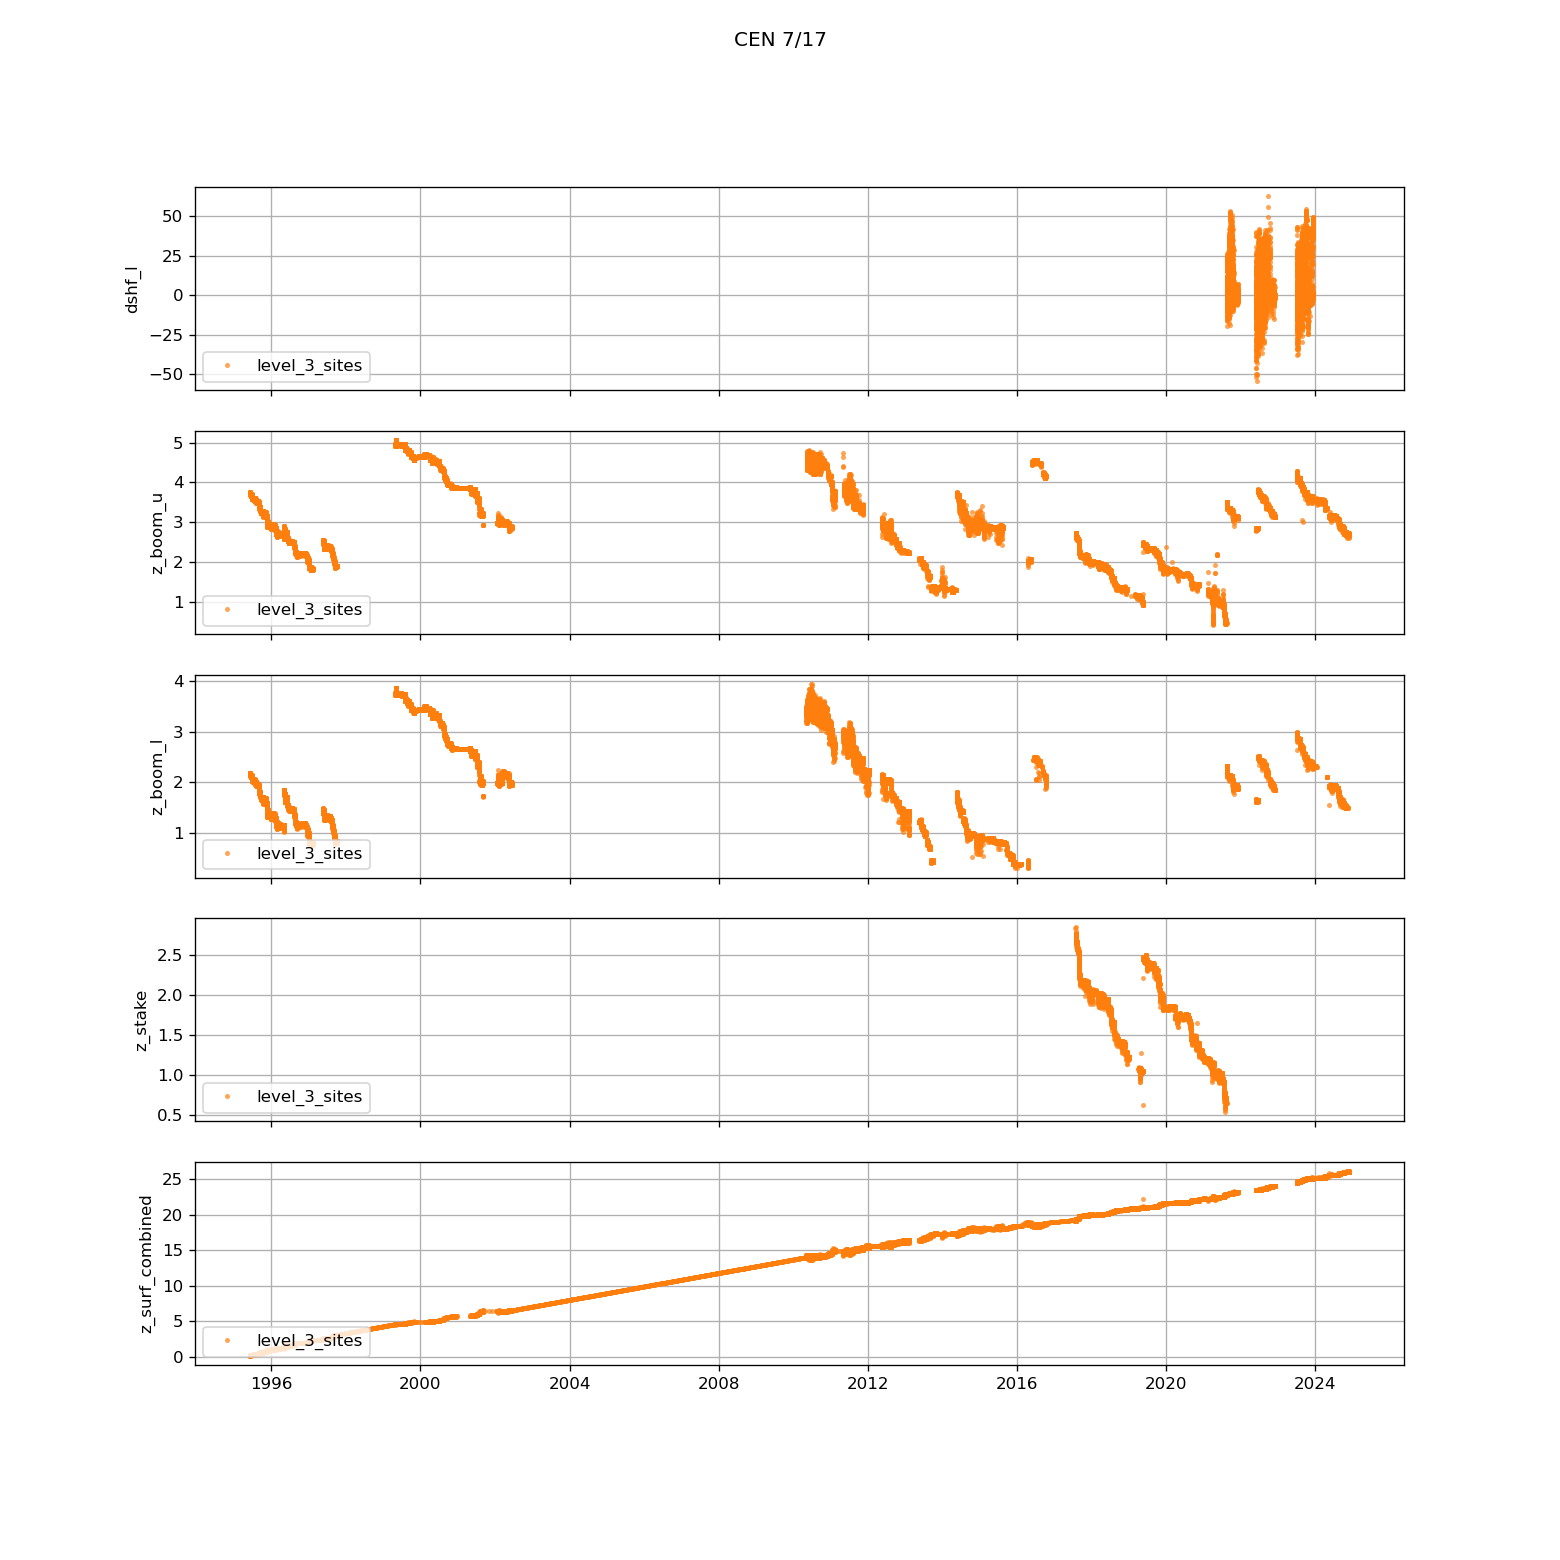 CEN 7/17
dshf_l
50
25
0
−25
−50
level_3_sites
z_boom_u
5
4
3
2
1
level_3_sites
z_boom_l
4
3
2
1
level_3_sites
z_stake
2.5
2.0
1.5
1.0
0.5
level_3_sites
z_surf_combined
25
20
15
10
5
0
level_3_sites
1996 2000 2004 2008 2012 2016 2020 2024